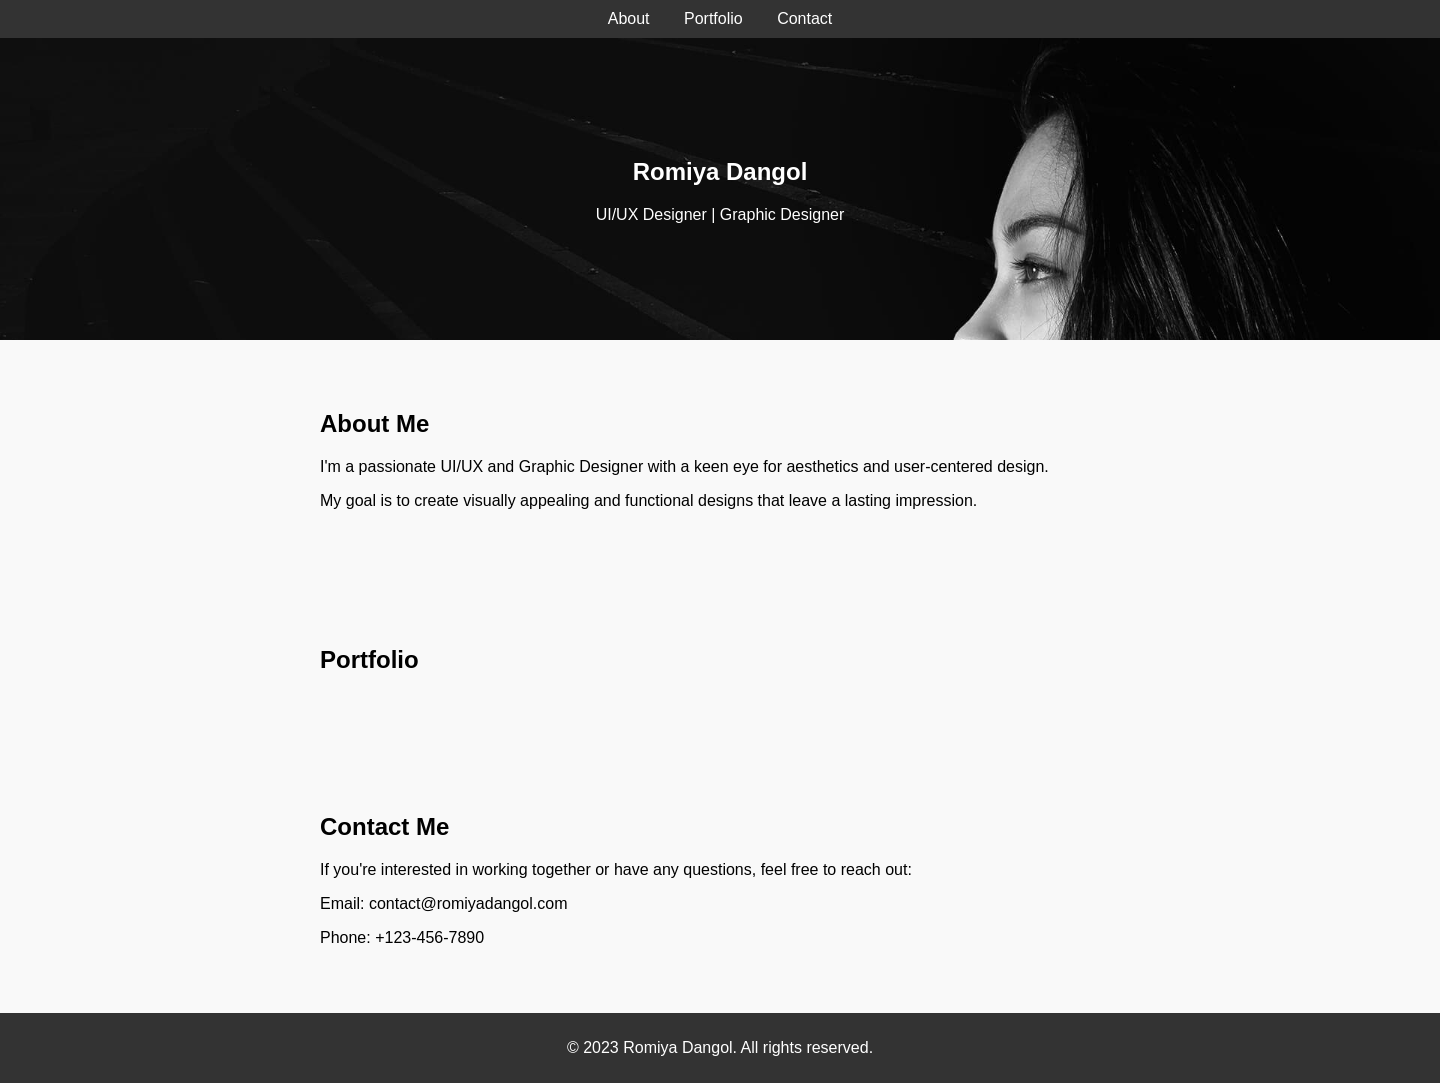 About Portfolio Contact
Romiya Dangol
UI/UX Designer | Graphic Designer
About Me
I'm a passionate UI/UX and Graphic Designer with a keen eye for aesthetics and user-centered design.
My goal is to create visually appealing and functional designs that leave a lasting impression.
Portfolio
Contact Me
If you're interested in working together or have any questions, feel free to reach out:
Email: contact@romiyadangol.com
Phone: +123-456-7890
© 2023 Romiya Dangol. All rights reserved.